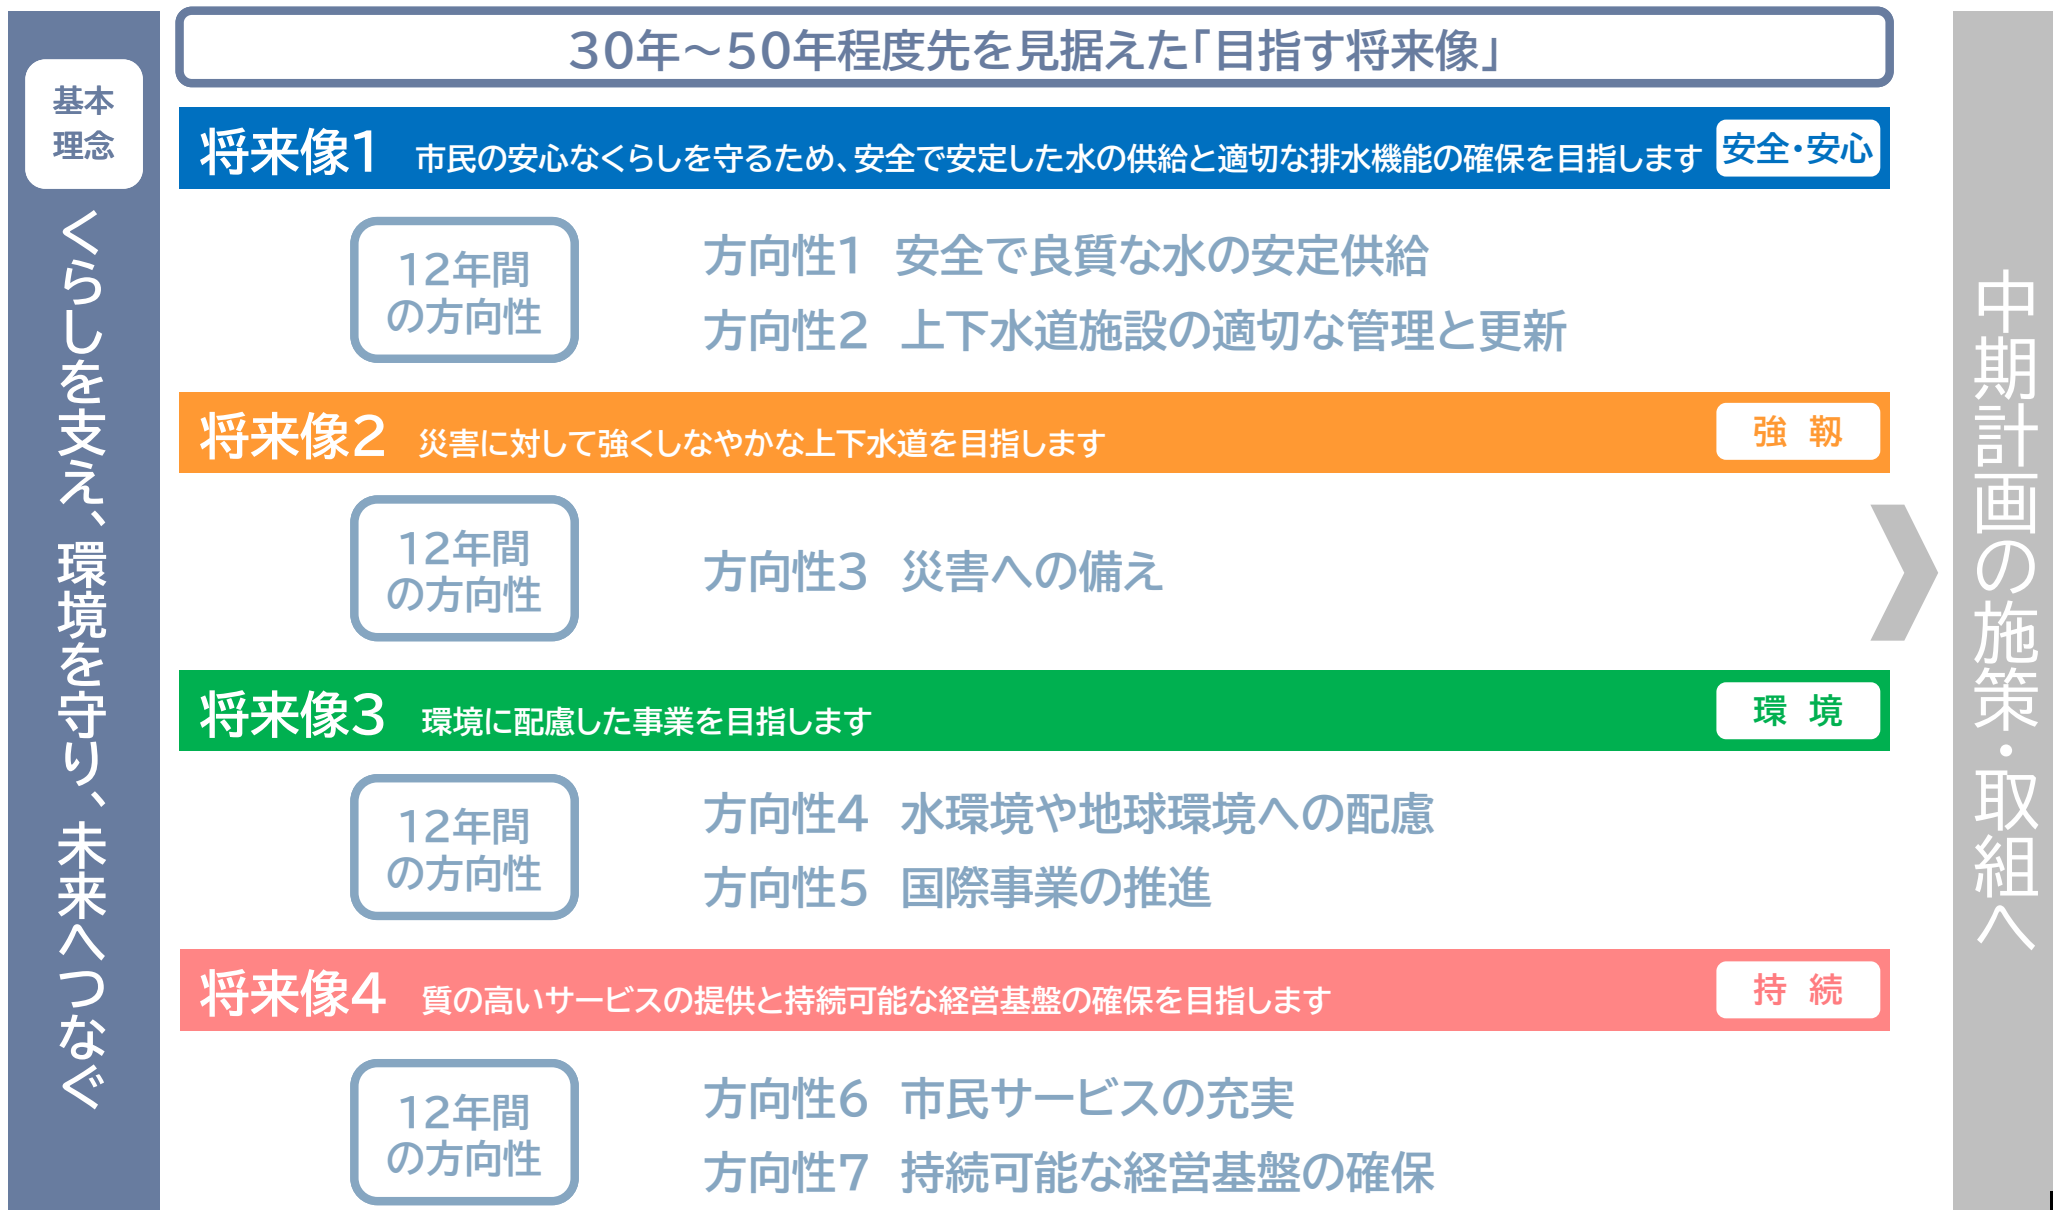 基本
理念
くらしを支え、環境を守り、未来へつなぐ
30年～50年程度先を見据えた「目指す将来像」
将来像1 市民の安心なくらしを守るため、安全で安定した水の供給と適切な排水機能の確保を目指します 安全・安心
12年間
の方向性
方向性1 安全で良質な水の安定供給
方向性2 上下水道施設の適切な管理と更新
将来像2 災害に対して強くしなやかな上下水道を目指します 強 靱
12年間
の方向性
方向性3 災害への備え
将来像3 環境に配慮した事業を目指します 環 境
12年間
の方向性
方向性4 水環境や地球環境への配慮
方向性5 国際事業の推進
将来像4 質の高いサービスの提供と持続可能な経営基盤の確保を目指します 持 続
12年間
の方向性
方向性6 市民サービスの充実
方向性7 持続可能な経営基盤の確保
中期計画の施策・取組へ